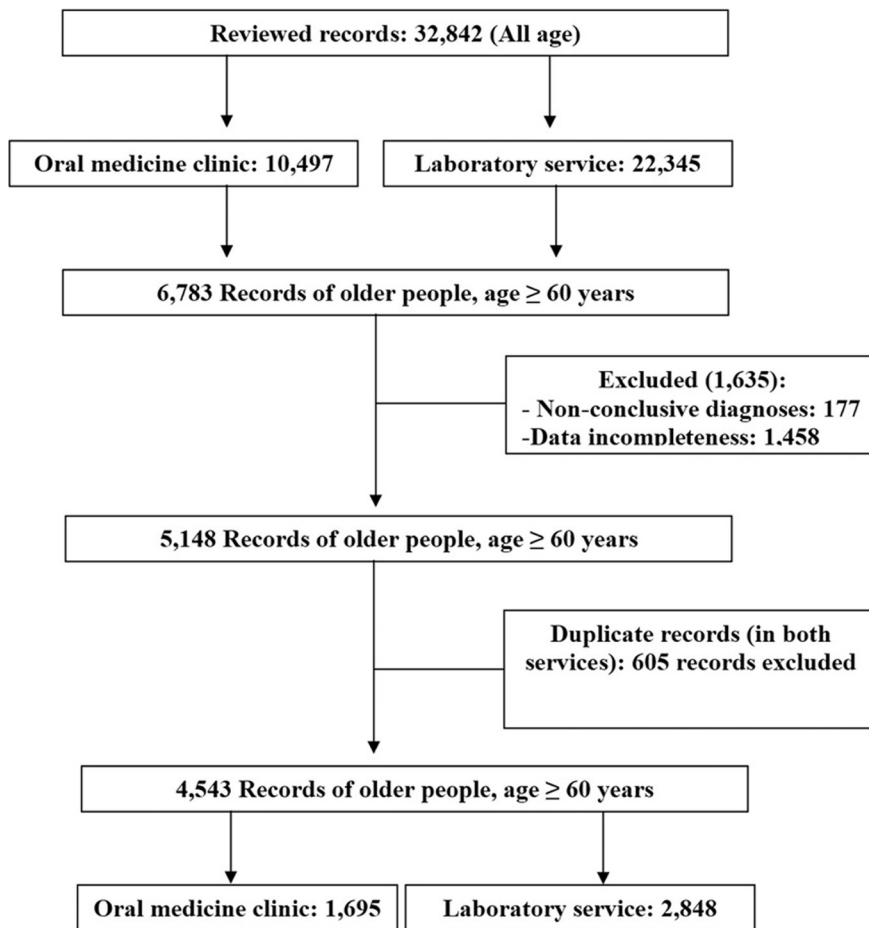 Reviewed records: 32,842 (All age)
Oral medicine clinic: 10,497
Laboratory service: 22,345
6,783 Records of older people, age ≥ 60 years
Excluded (1,635):
- Non-conclusive diagnoses: 177
-Data incompleteness: 1,458
5,148 Records of older people, age ≥ 60 years
Duplicate records (in both
services): 605 records excluded
4,543 Records of older people, age ≥ 60 years
Oral medicine clinic: 1,695
Laboratory service: 2,848